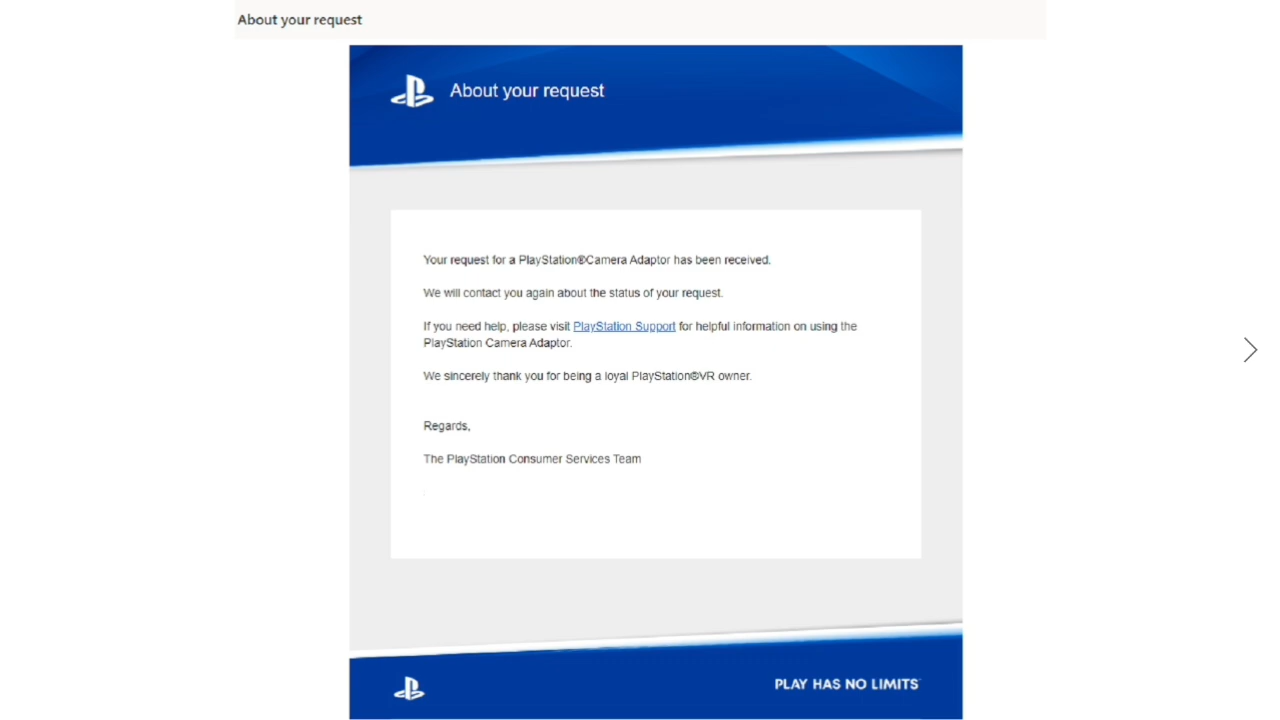 About your request
About your request
Your request for a PlayStation®Camera Adaptor has been received.
We will contact you again about the status of your request.
If you need help, please visit PlayStation Support for helpful information on using the
PlayStation Camera Adaptor.
We sincerely thank you for being a loyal PlayStation®VR owner.
Regards,
The PlayStation Consumer Services Team
PLAY HAS NO LIMITS